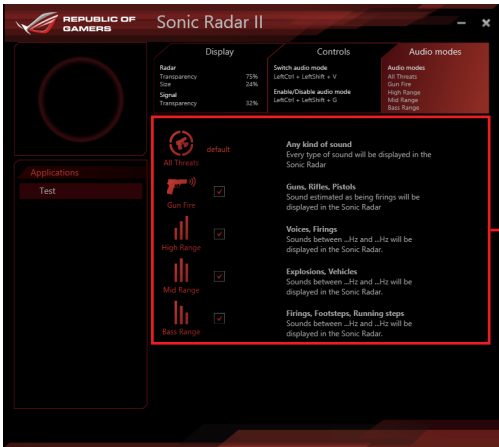 REPUBLIC OF
GAMERS
Sonic Radar II
Display
Controls
Audio modes
Radar
Transparency 75%
Size 24%
Signal
Transparency 32%
Switch audio mode
LeftCtrl + LeftShift + V
Enable/Disable audio mode
LeftCtrl + LeftShift + G
Audio modes
All Threats
Gun Fire
High Range
Mid Range
Bass Range
Applications
Test
All Threats
default
Any kind of sound
Every type of sound will be displayed in the
Sonic Radar
Gun Fire
Guns, Rifles, Pistols
Sound estimated as being firings will be
displayed in the Sonic Radar
High Range
Voices, Firings
Sounds between ...Hz and ...Hz will be
displayed in the Sonic Radar.
Mid Range
Explosions, Vehicles
Sounds between ...Hz and ...Hz will be
displayed in the Sonic Radar.
Bass Range
Firings, Footsteps, Running steps
Sounds between ...Hz and ...Hz will be
displayed in the Sonic Radar.